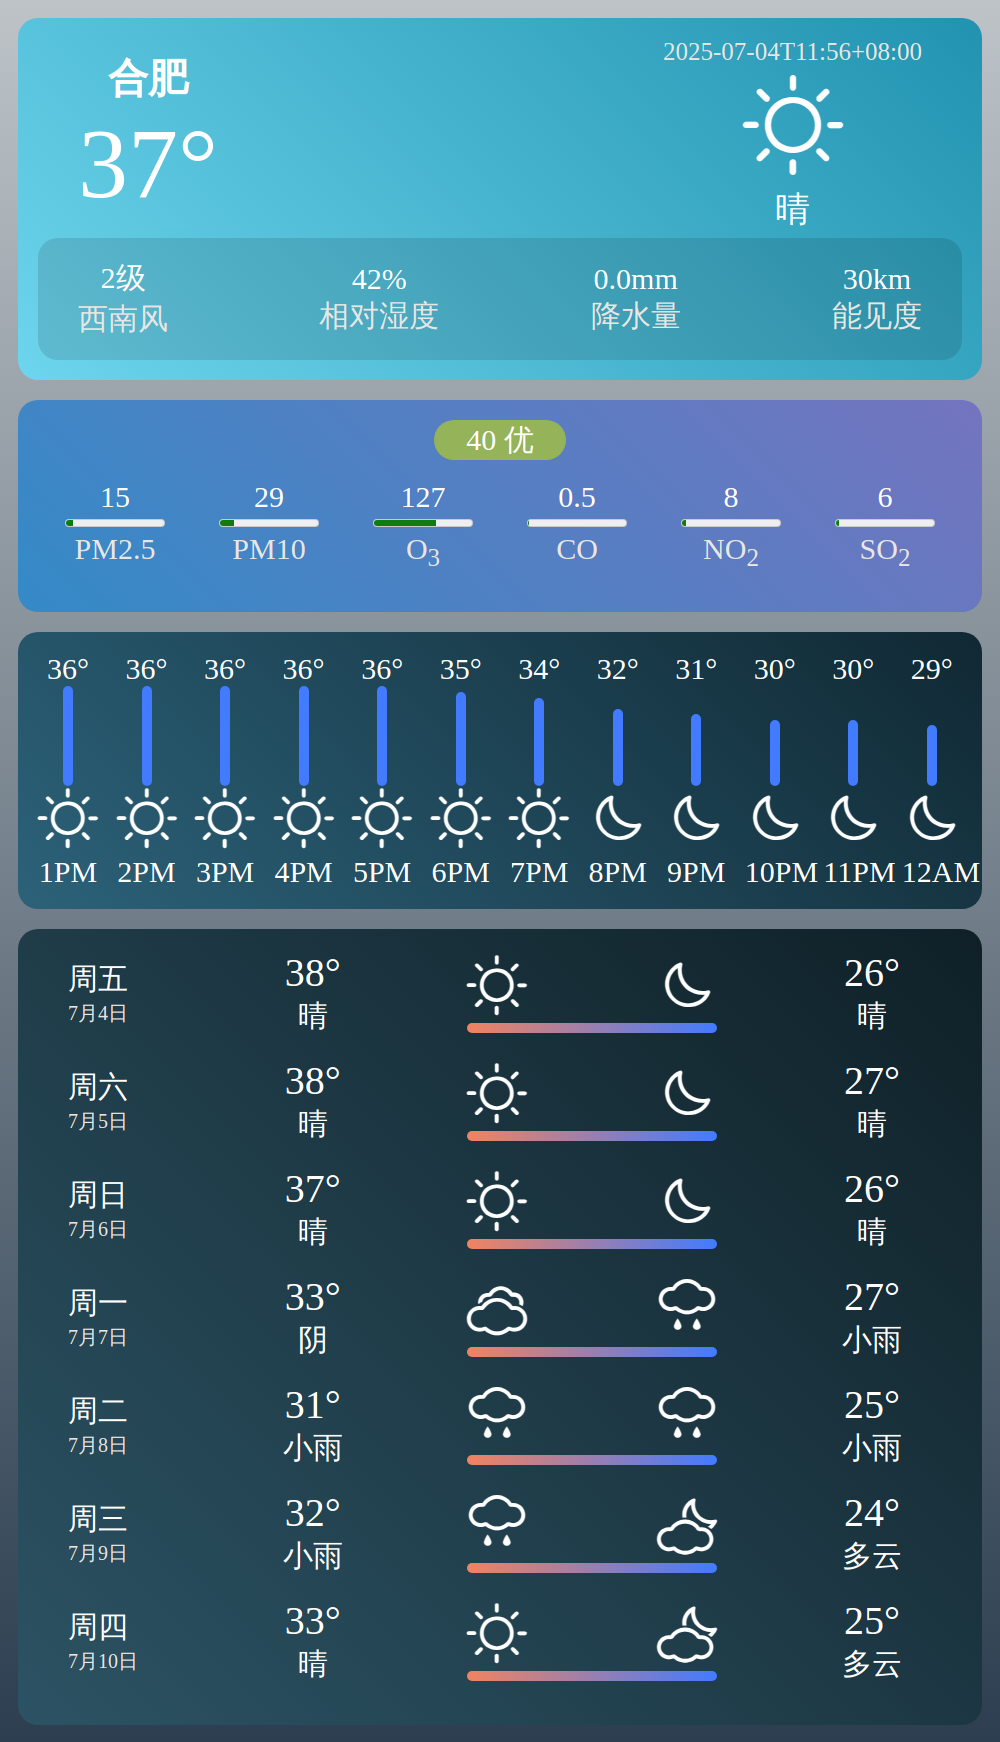 合肥
37°
2025-07-04T11:56+08:00
晴
2级 42% 0.0mm 30km
西南风 相对湿度 降水量 能见度
40 优
15 29 127 0.5 8 6
PM2.5 PM10 O3 CO NO2 SO2
36° 36° 36° 36° 36° 35° 34° 32° 31° 30° 30° 29°
1PM 2PM 3PM 4PM 5PM 6PM 7PM 8PM 9PM 10PM 11PM 12AM
周五 38° 26°
7月4日 晴 晴
周六 38° 27°
7月5日 晴 晴
周日 37° 26°
7月6日 晴 晴
周一 33° 27°
7月7日 阴 小雨
周二 31° 25°
7月8日 小雨 小雨
周三 32° 24°
7月9日 小雨 多云
周四 33° 25°
7月10日 晴 多云